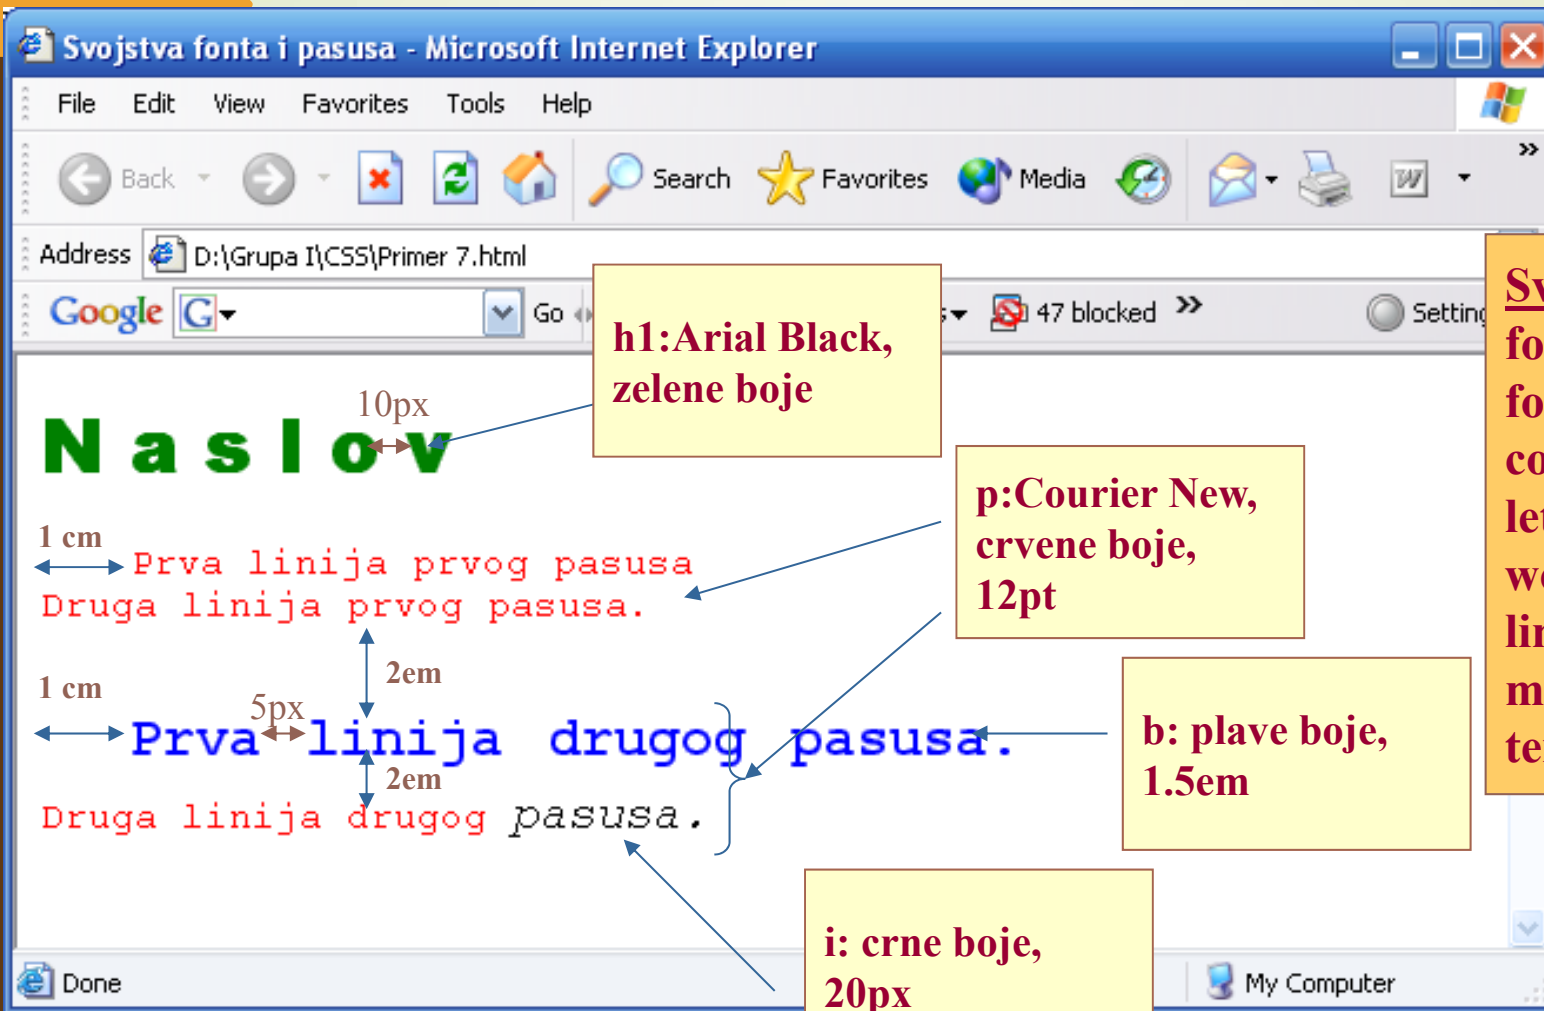 Svojstva fonta i pasusa - Microsoft Internet Explorer
File Edit View Favorites Tools Help
Back Search Favorites Media
Address D:\Grupa I\CSS\Primer 7.html
Google G Go 47 blocked
h1:Arial Black,
zelene boje
10px
Naslov
p:Courier New,
crvene boje,
12pt
1 cm
Prva linija prvog pasusa
Druga linija prvog pasusa.
2em
1 cm
5px
Prva linija drugog pasusa.
b: plave boje,
1.5em
2em
Druga linija drugog pasusa.
i: crne boje,
20px
Done My Computer